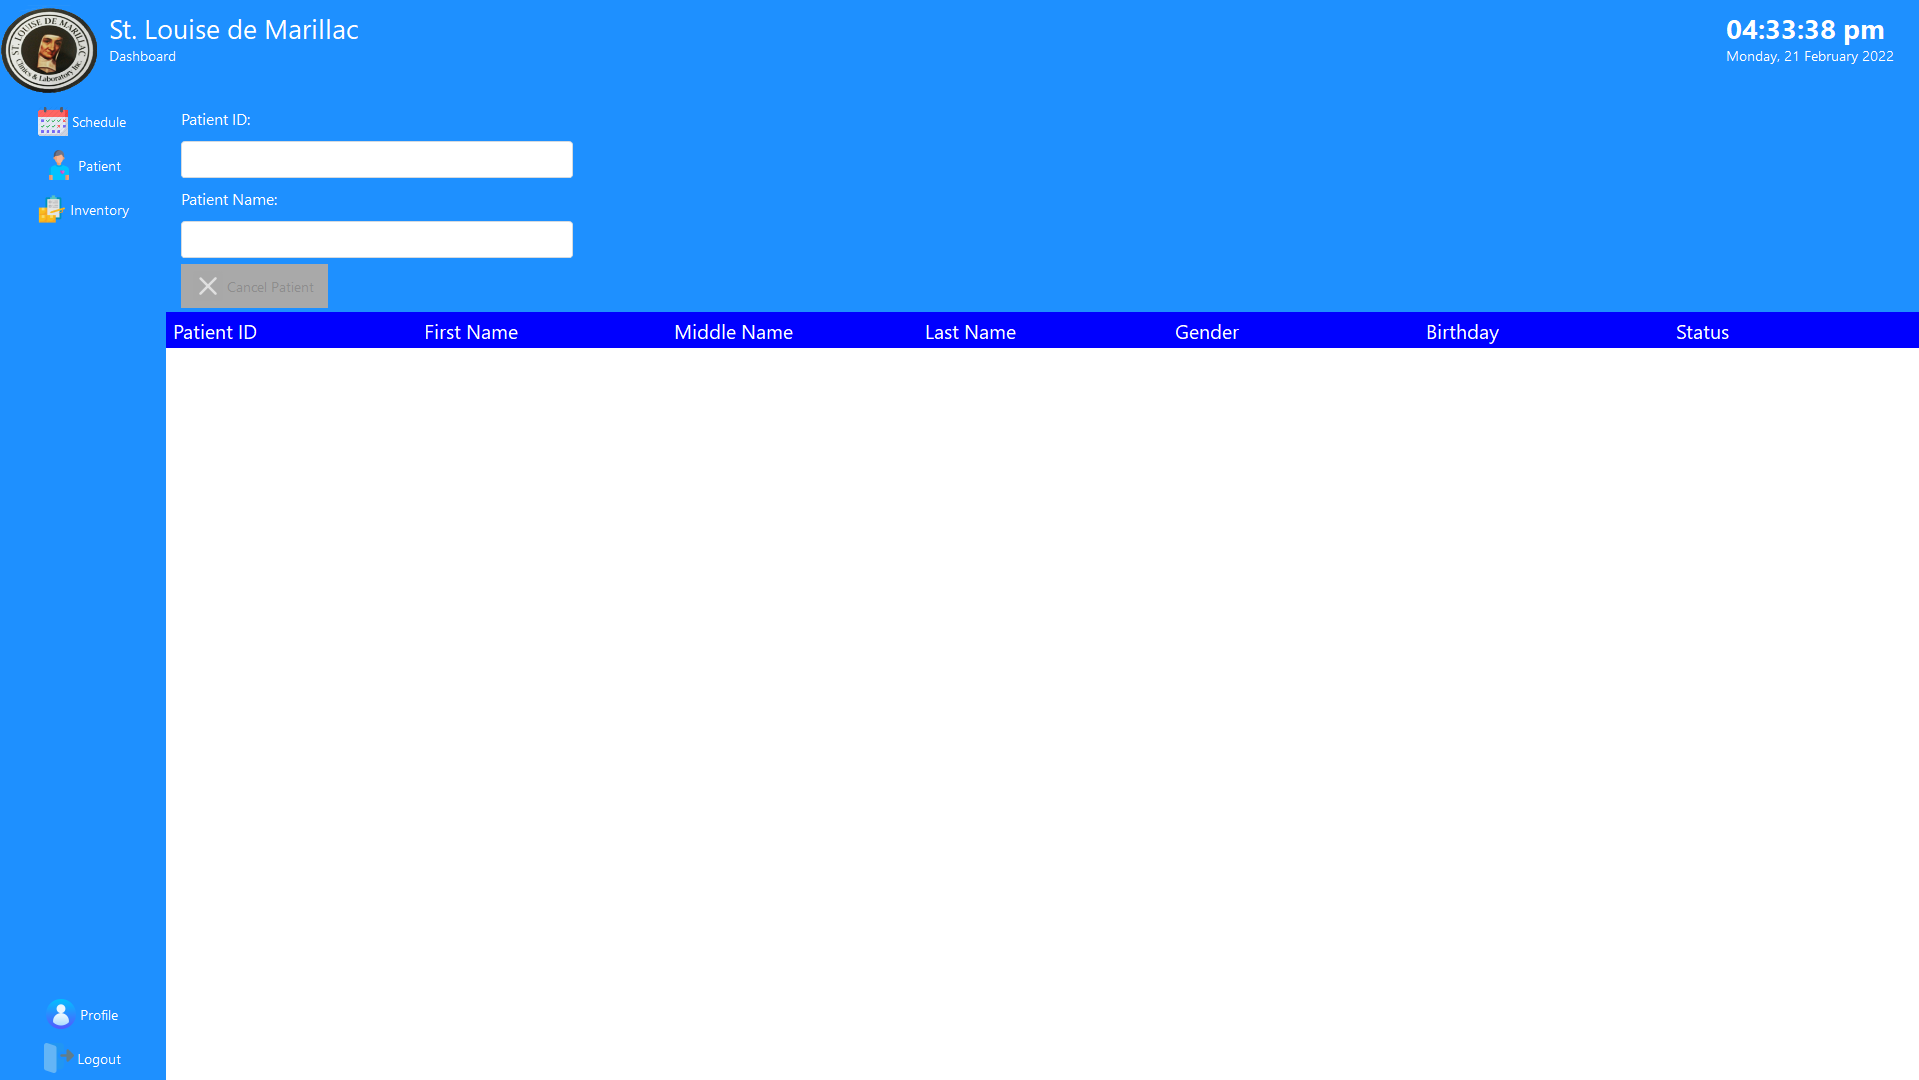 ST. LOUISE DE MARILLAC
Clinics & Laboratory Inc.
St. Louise de Marillac
Dashboard
04:33:38 pm
Monday, 21 February 2022
Schedule
Patient
Inventory
Patient ID:
Patient Name:
Cancel Patient
Patient ID First Name Middle Name Last Name Gender Birthday Status
Profile
Logout